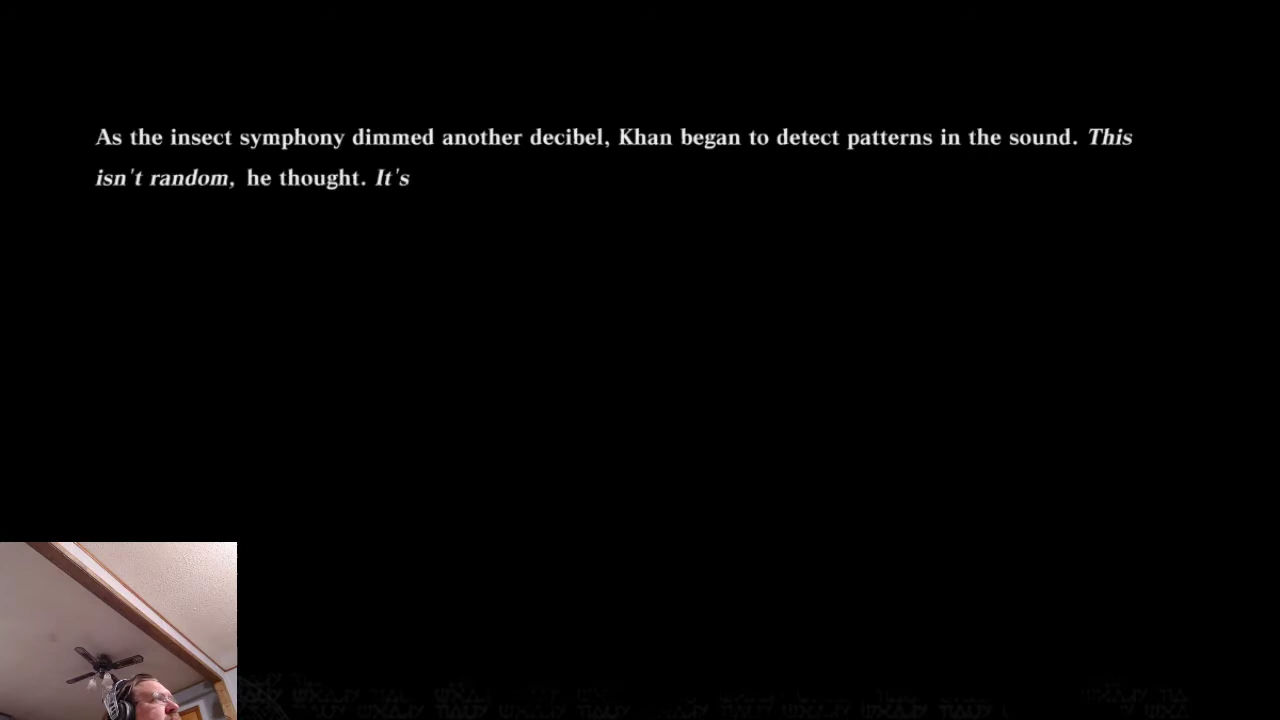 As the insect symphony dimmed another decibel, Khan began to detect patterns in the sound. This
isn't random, he thought. It's